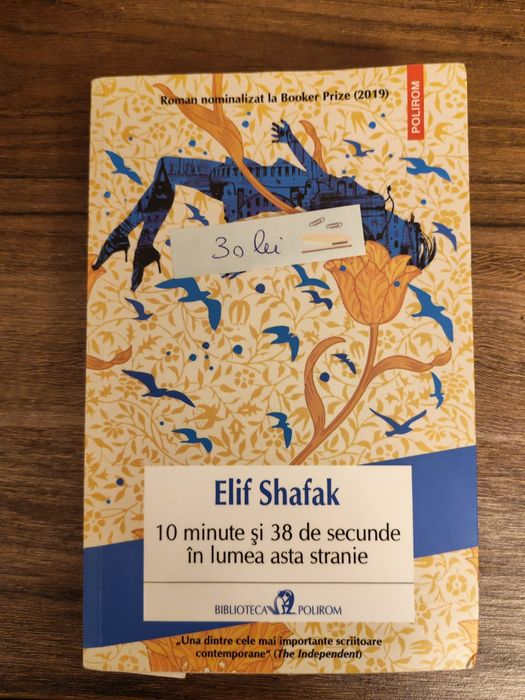 Roman nominalizat la Booker Prize (2019)
POLIROM
30 lei
Elif Shafak
10 minute şi 38 de secunde
în lumea asta stranie
BIBLIOTECA POLIROM
„Una dintre cele mai importante scriitoare
contemporane“ (The Independent)